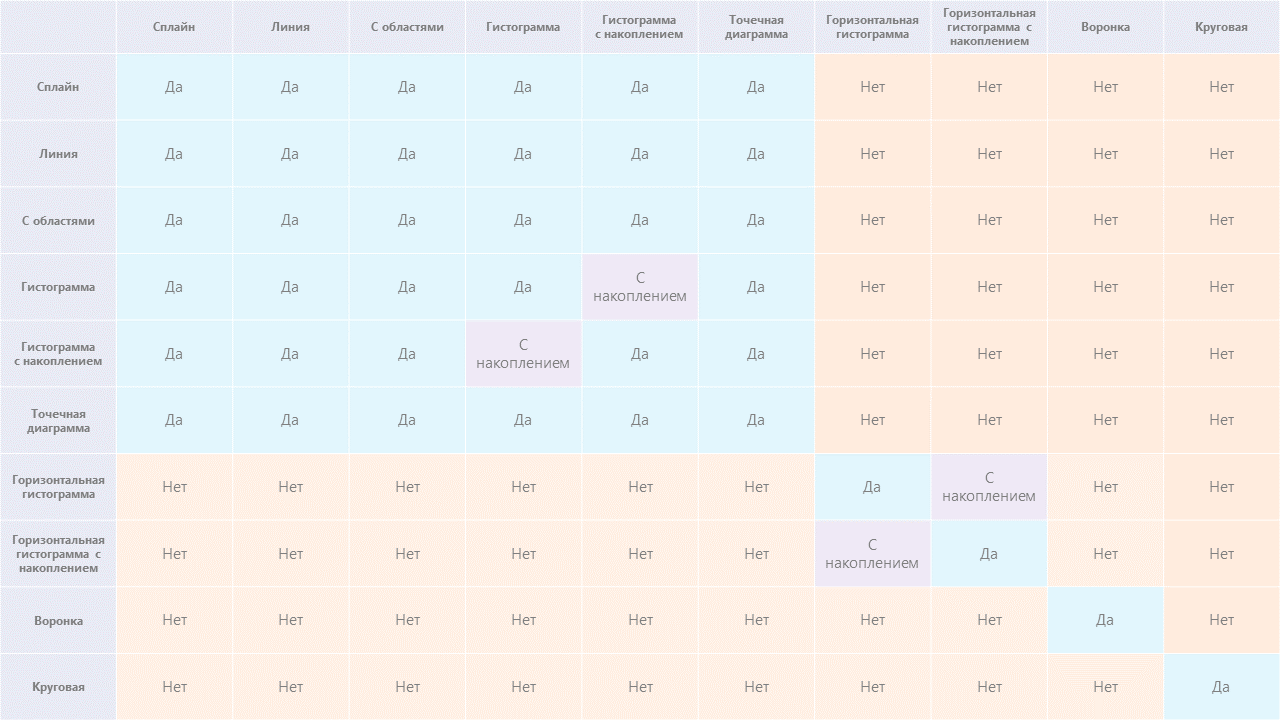 Сплайн Линия С областями Гистограмма Гистограмма с накоплением Точечная диаграмма Горизонтальная гистограмма Горизонтальная гистограмма с накоплением Воронка Круговая
Сплайн Да Да Да Да Да Да Нет Нет Нет Нет
Линия Да Да Да Да Да Да Нет Нет Нет Нет
С областями Да Да Да Да Да Да Нет Нет Нет Нет
Гистограмма Да Да Да Да С накоплением Да Нет Нет Нет Нет
Гистограмма с накоплением Да Да Да С накоплением Да Да Нет Нет Нет Нет
Точечная диаграмма Да Да Да Да Да Да Нет Нет Нет Нет
Горизонтальная гистограмма Нет Нет Нет Нет Нет Нет Да С накоплением Нет Нет
Горизонтальная гистограмма с накоплением Нет Нет Нет Нет Нет Нет С накоплением Да Нет Нет
Воронка Нет Нет Нет Нет Нет Нет Нет Нет Да Нет
Круговая Нет Нет Нет Нет Нет Нет Нет Нет Нет Да